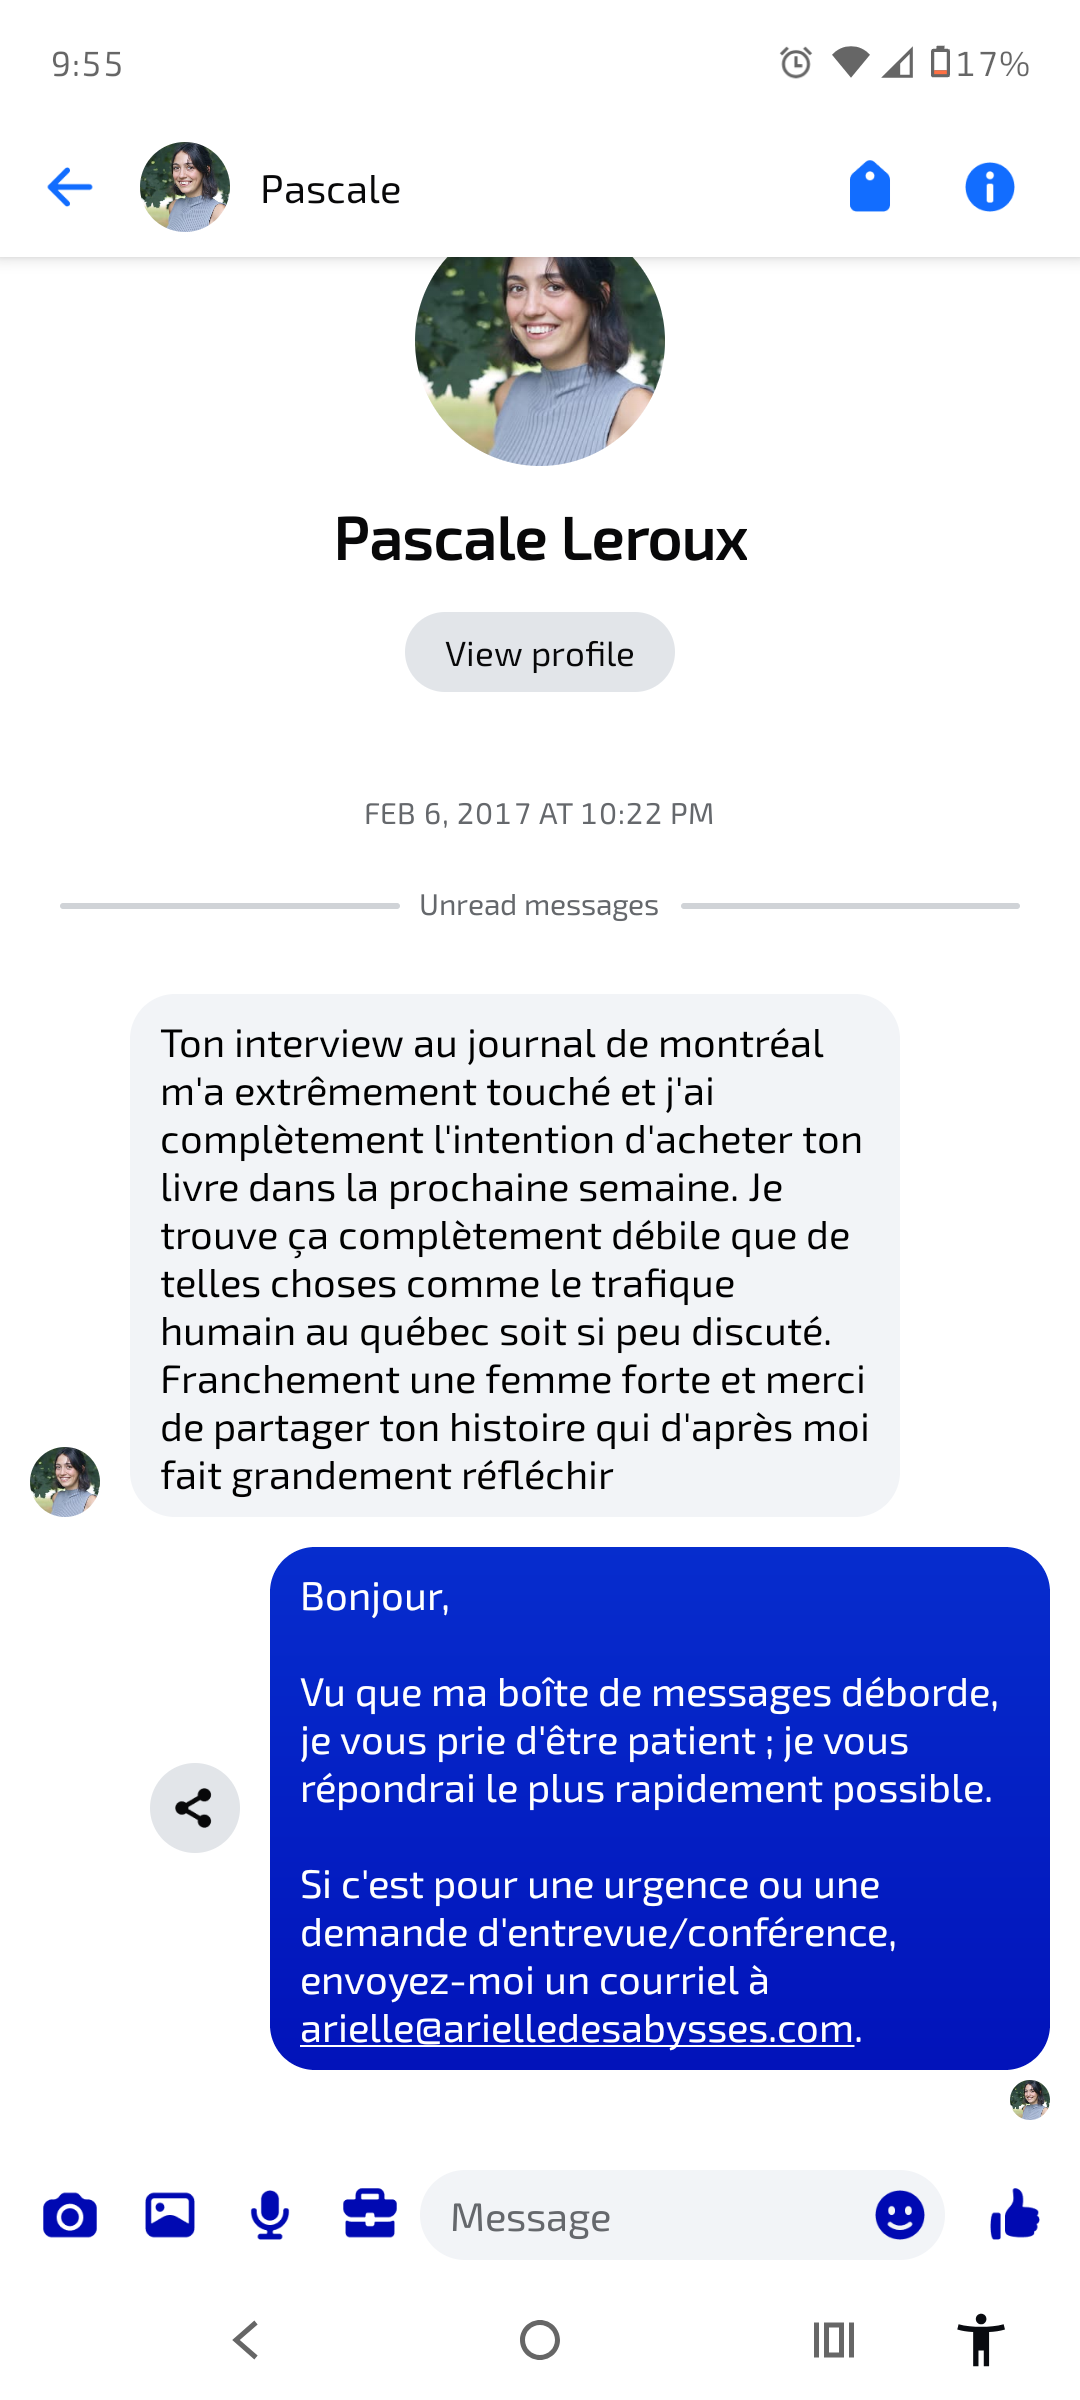 9:55
17%
Pascale
Pascale Leroux
View profile
FEB 6, 2017 AT 10:22 PM
Unread messages
Ton interview au journal de montréal
m'a extrêmement touché et j'ai
complètement l'intention d'acheter ton
livre dans la prochaine semaine. Je
trouve ça complètement débile que de
telles choses comme le trafique
humain au québec soit si peu discuté.
Franchement une femme forte et merci
de partager ton histoire qui d'après moi
fait grandement réfléchir
Bonjour,
Vu que ma boîte de messages déborde,
je vous prie d'être patient ; je vous
répondrai le plus rapidement possible.
Si c'est pour une urgence ou une
demande d'entrevue/conférence,
envoyez-moi un courriel à
arielle@arielledesabysses.com.
Message